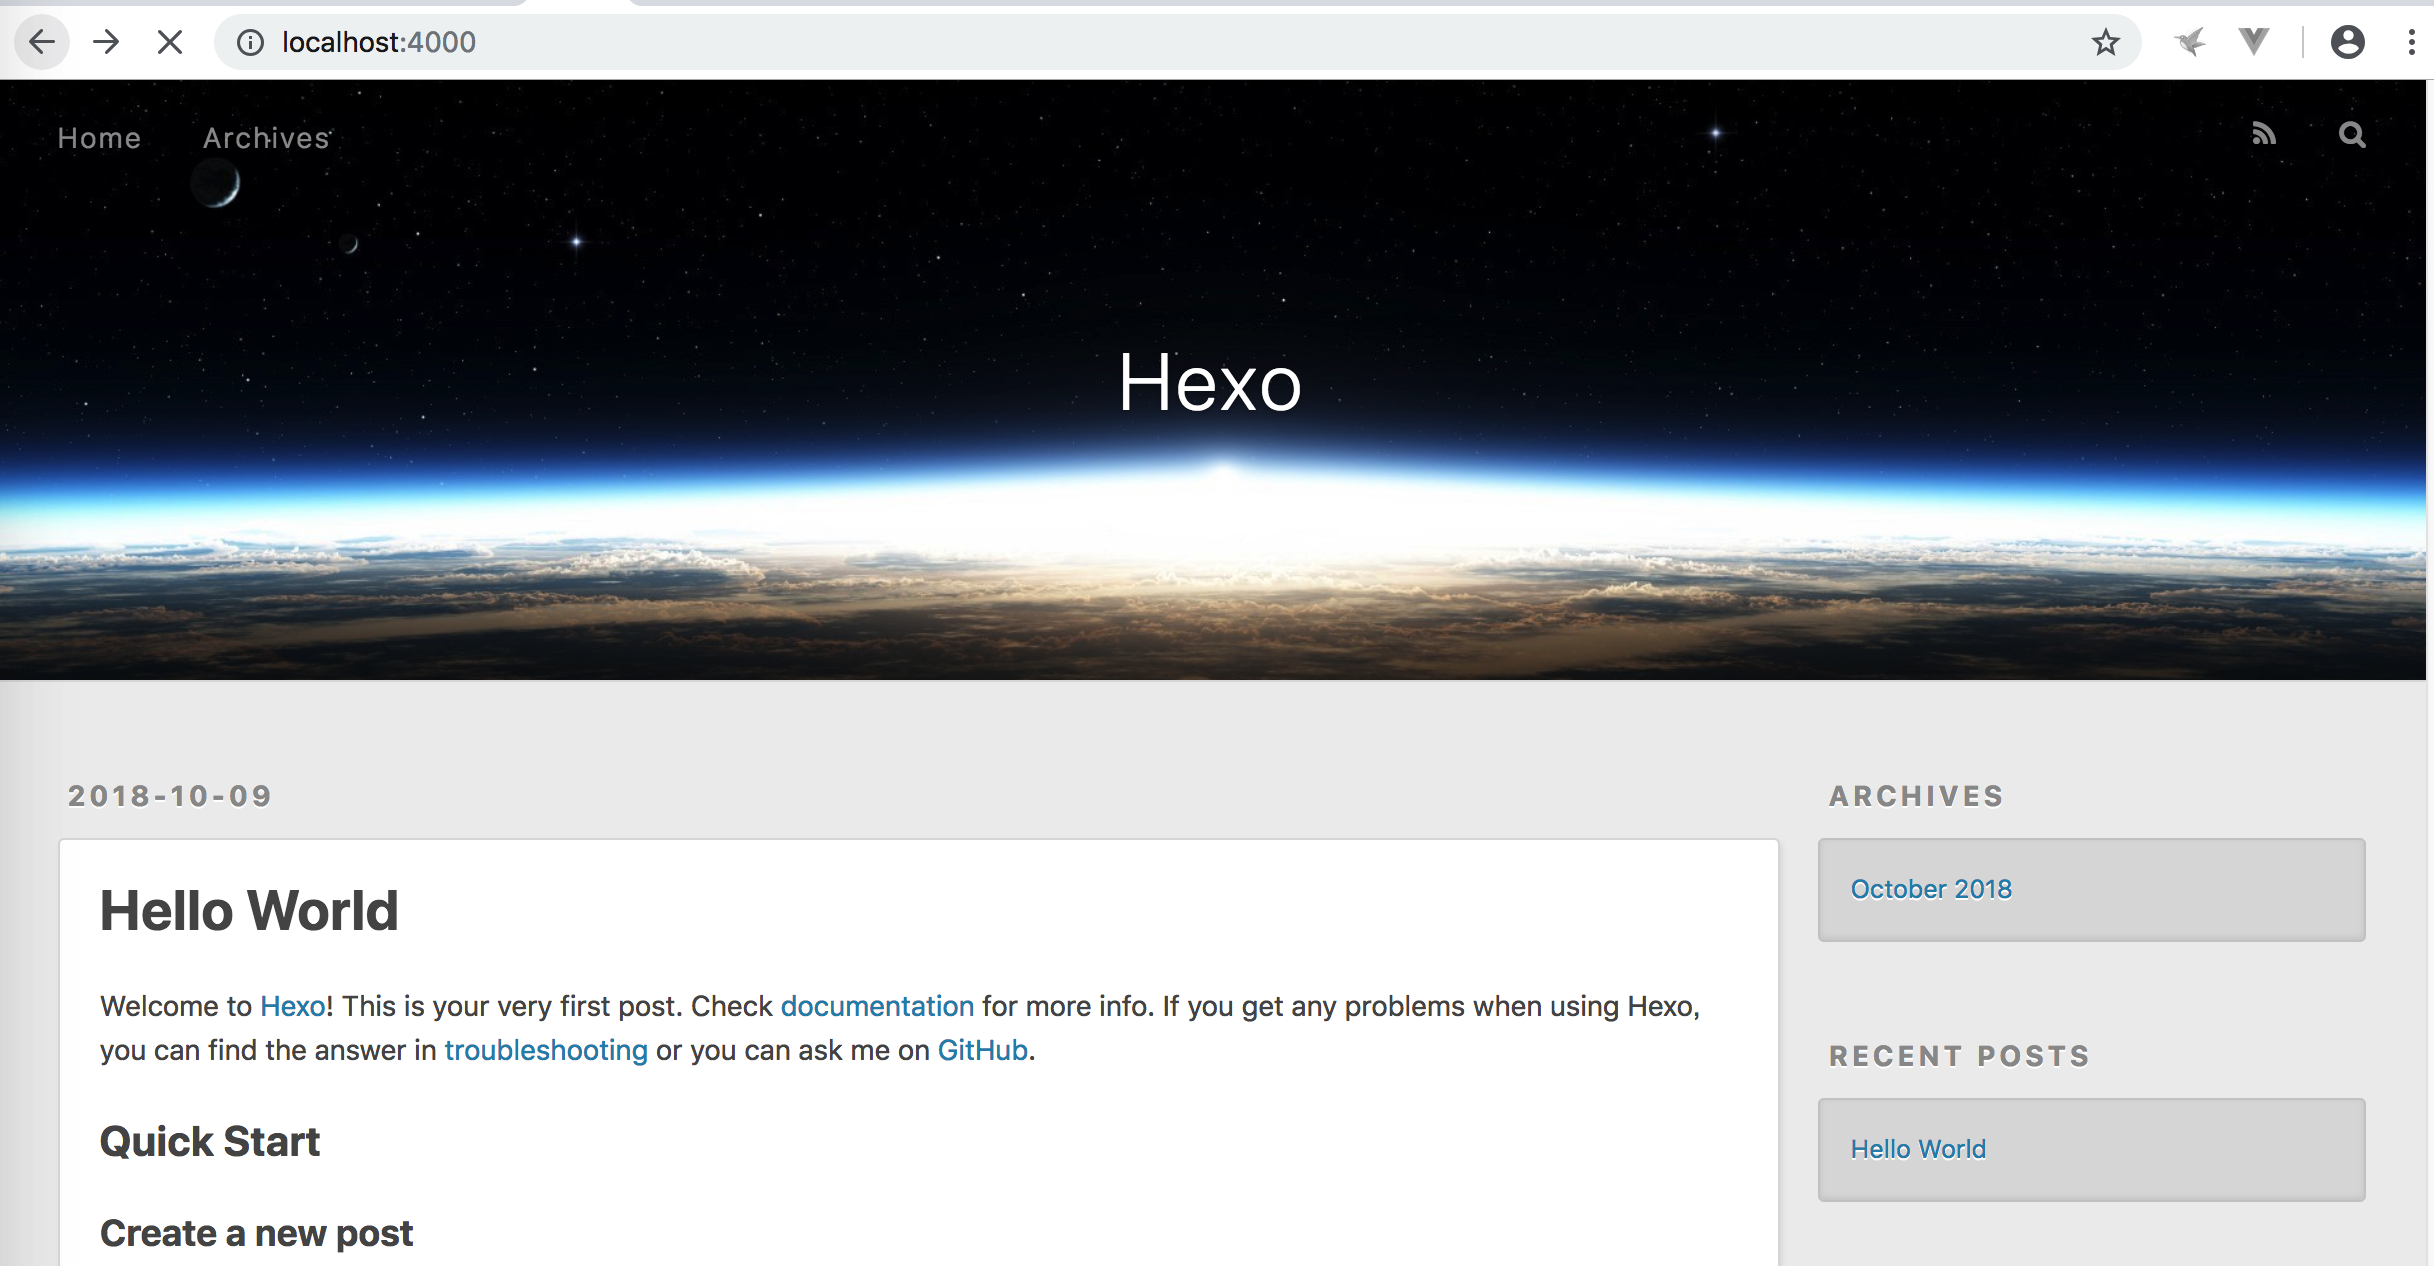 localhost:4000
Home Archives
Hexo
2018-10-09
Hello World
Welcome to Hexo! This is your very first post. Check documentation for more info. If you get any problems when using Hexo,
you can find the answer in troubleshooting or you can ask me on GitHub.
Quick Start
Create a new post
ARCHIVES
October 2018
RECENT POSTS
Hello World